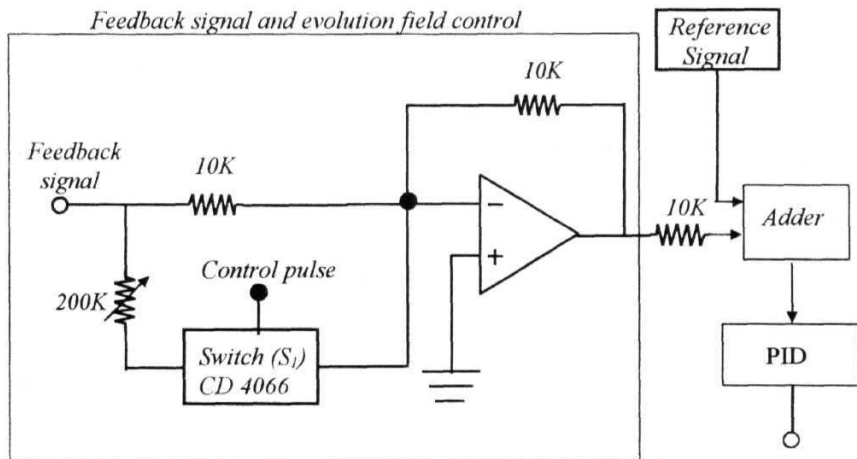 Feedback signal and evolution field control
Reference
Signal
10K
Feedback
signal
10K
−
+
10K
Adder
Control pulse
200K
Switch (S₁)
CD 4066
PID